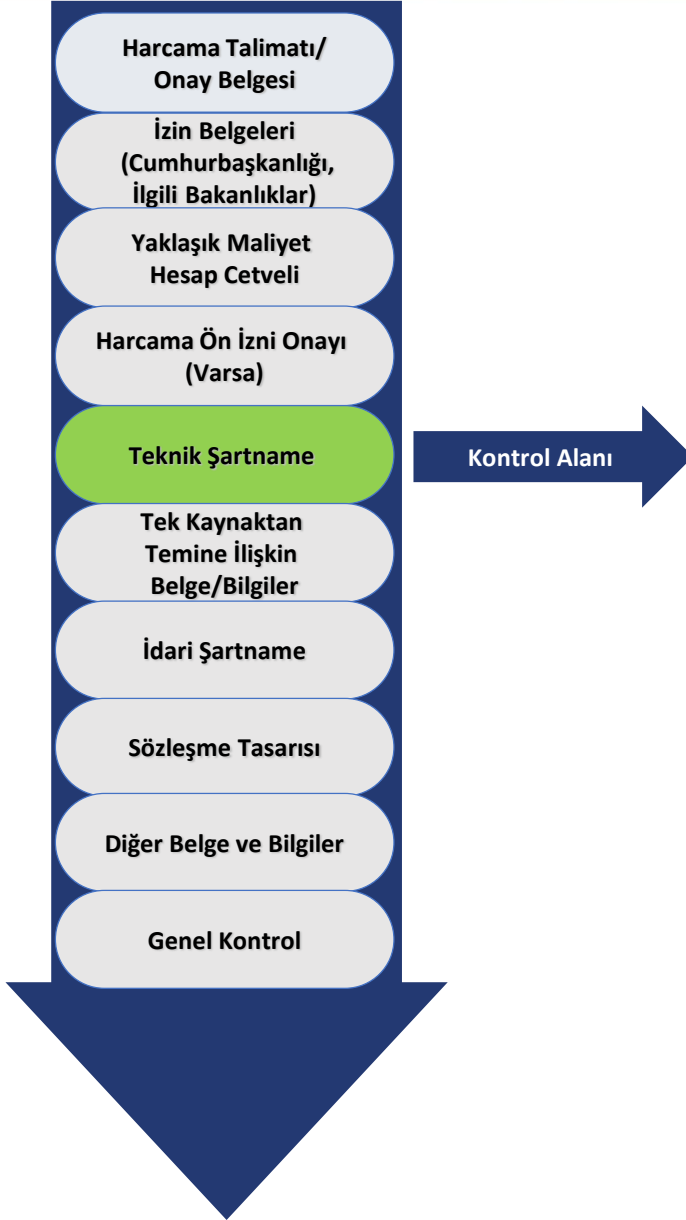 Harcama Talimatı/
Onay Belgesi
İzin Belgeleri
(Cumhurbaşkanlığı,
İlgili Bakanlıklar)
Yaklaşık Maliyet
Hesap Cetveli
Harcama Ön İzni Onayı
(Varsa)
Teknik Şartname
Kontrol Alanı
Tek Kaynaktan
Temine İlişkin
Belge/Bilgiler
İdari Şartname
Sözleşme Tasarısı
Diğer Belge ve Bilgiler
Genel Kontrol